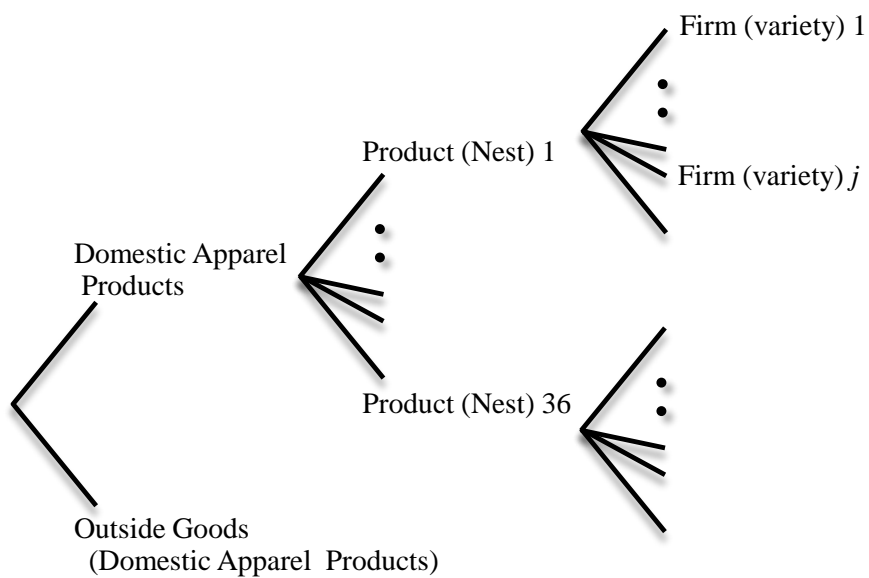 Firm (variety) 1
Product (Nest) 1
Firm (variety) j
Domestic Apparel
Products
Product (Nest) 36
Outside Goods
(Domestic Apparel Products)